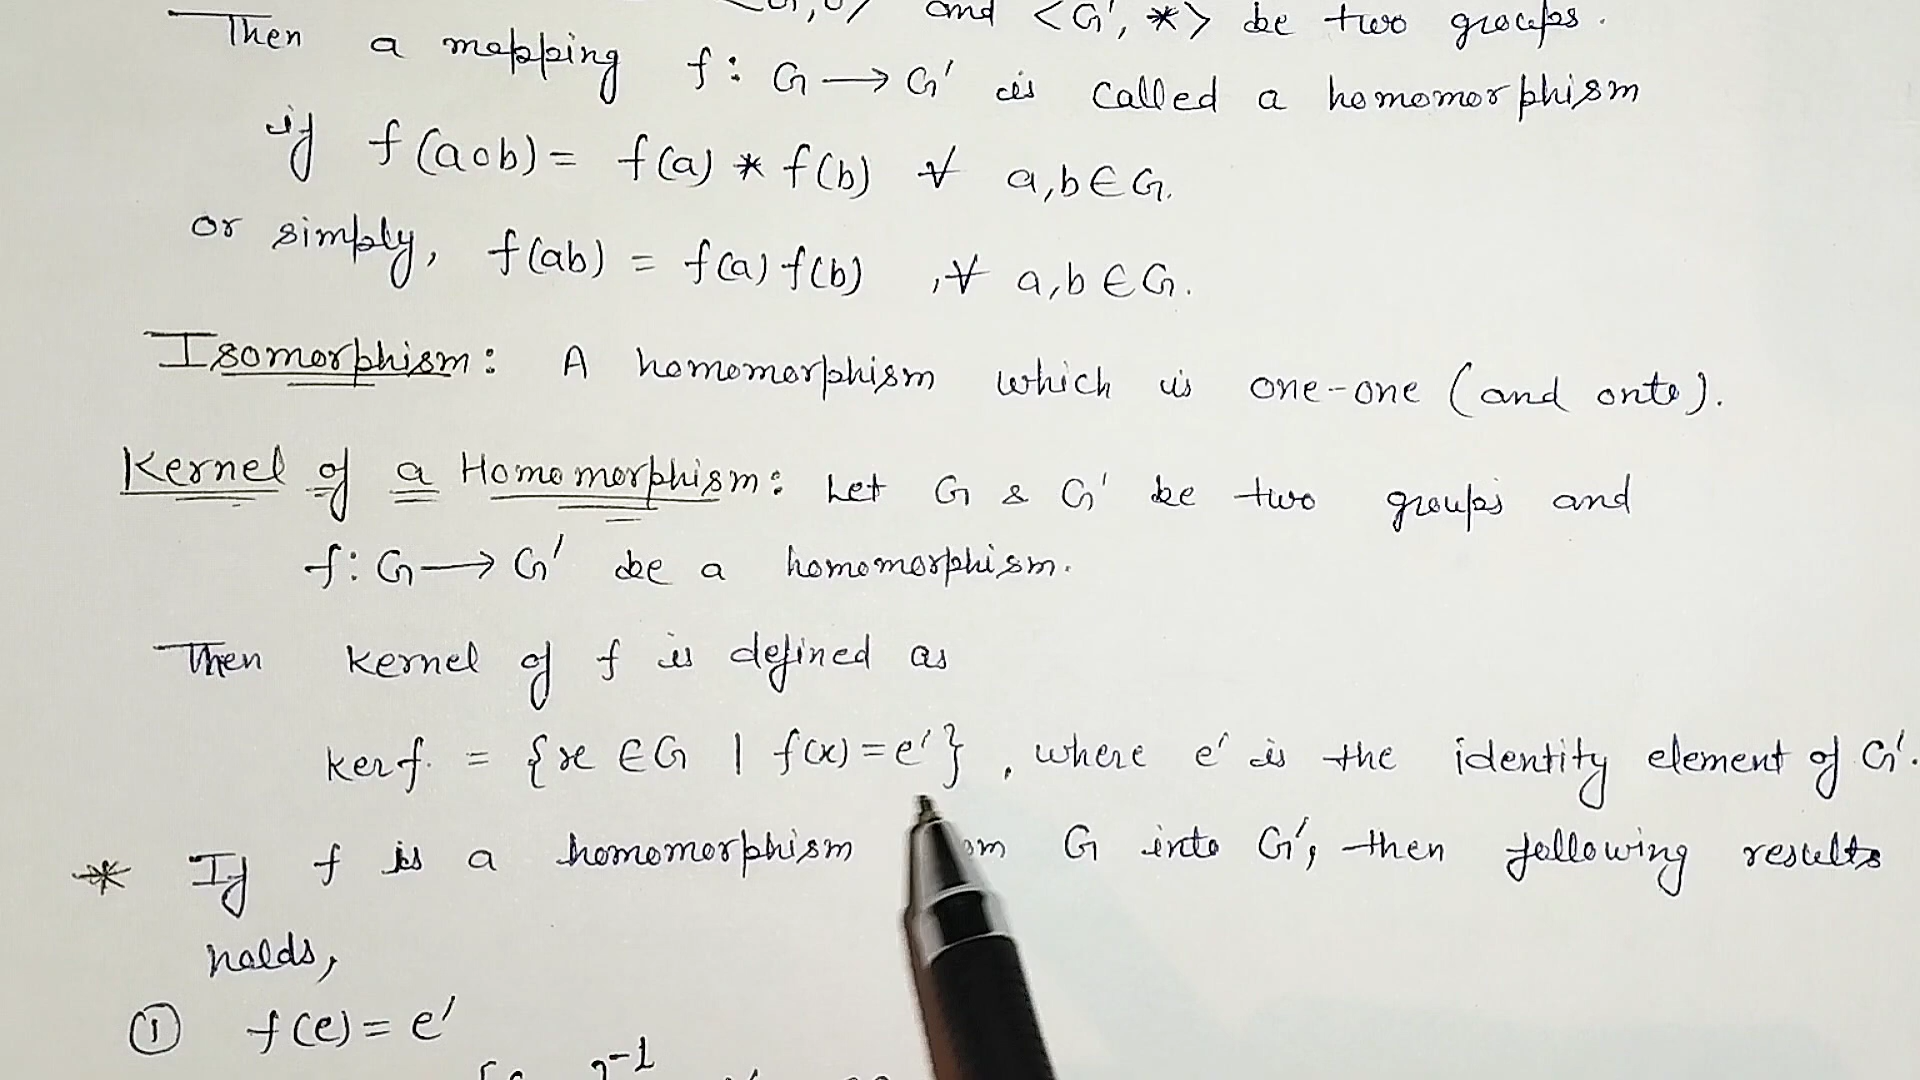 and <G', *> be two groups.
Then a mapping f: G → G' is called a homomorphism
if f(aob) = f(a) * f(b) ∀ a,b ∈ G.
or simply, f(ab) = f(a) f(b) , ∀ a,b ∈ G.
Isomorphism: A homomorphism which is one-one (and onto).
Kernel of a Homomorphism: Let G & G' be two groups and
f: G → G' be a homomorphism.
Then kernel of f is defined as
ker f. = {x ∈ G | f(x) = e'} , where e' is the identity element of G'.
* If f is a homomorphism G into G', then following results
holds,
① f(e) = e'